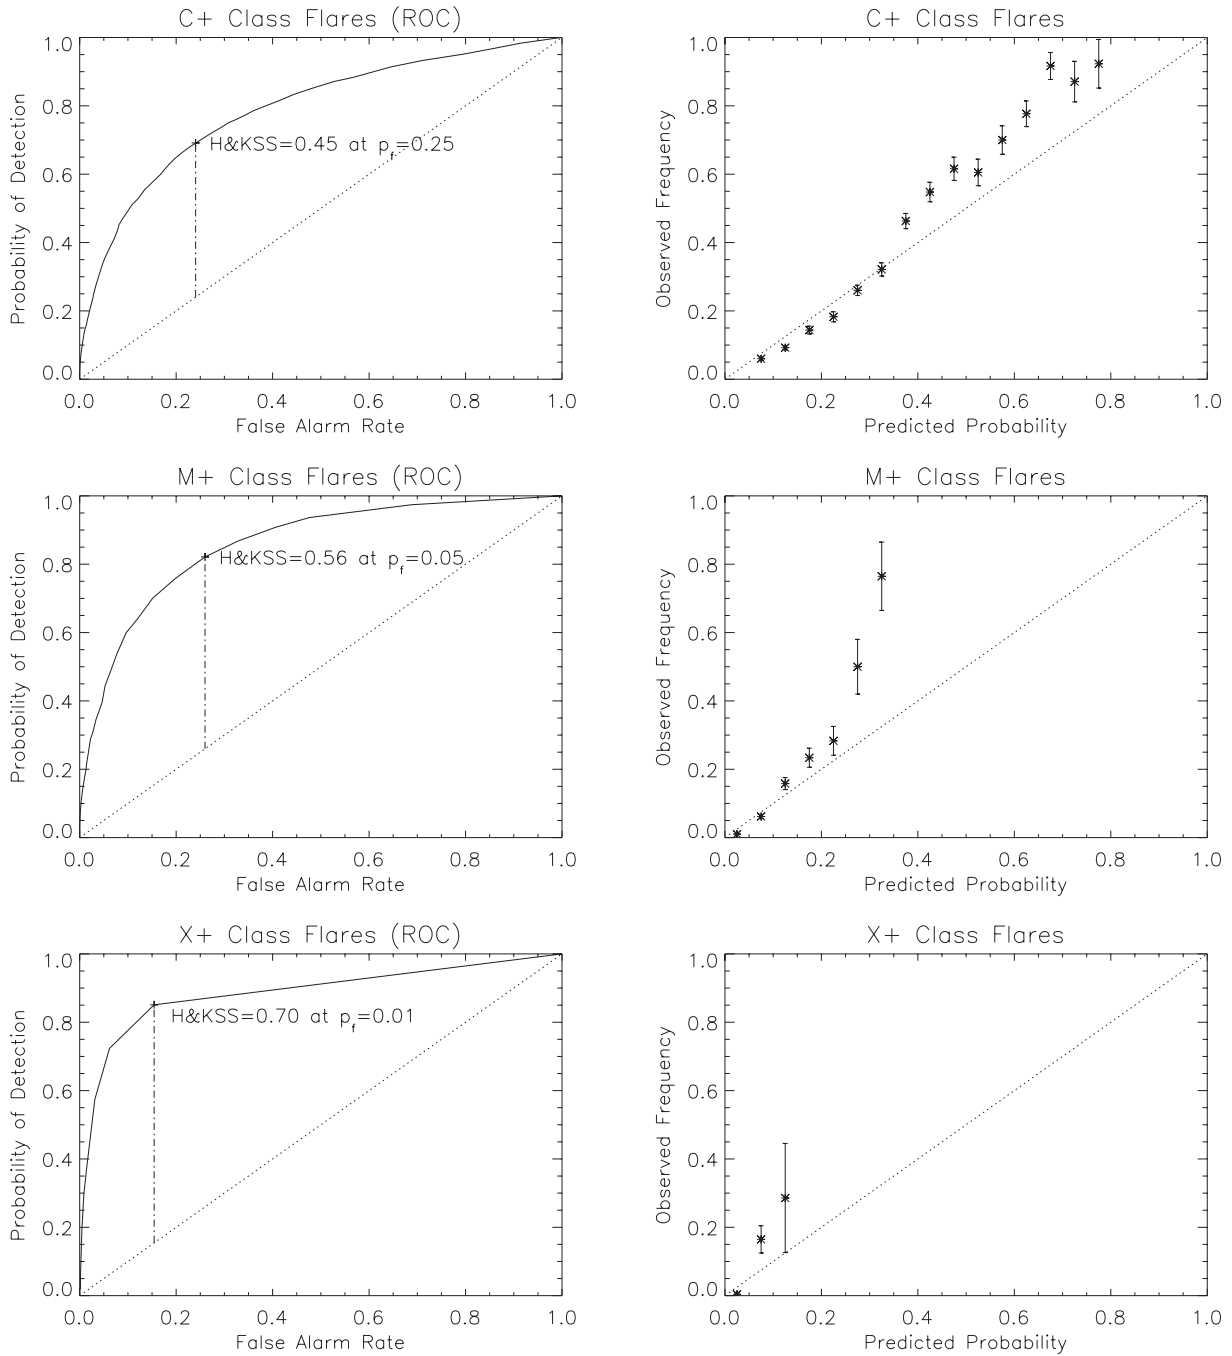 C+ Class Flares (ROC)
1.0
0.8
0.6
0.4
0.2
0.0
Probability of Detection
H&KSS=0.45 at pf=0.25
0.0 0.2 0.4 0.6 0.8 1.0
False Alarm Rate
C+ Class Flares
1.0
0.8
0.6
0.4
0.2
0.0
Observed Frequency
0.0 0.2 0.4 0.6 0.8 1.0
Predicted Probability
M+ Class Flares (ROC)
1.0
0.8
0.6
0.4
0.2
0.0
Probability of Detection
H&KSS=0.56 at pf=0.05
0.0 0.2 0.4 0.6 0.8 1.0
False Alarm Rate
M+ Class Flares
1.0
0.8
0.6
0.4
0.2
0.0
Observed Frequency
0.0 0.2 0.4 0.6 0.8 1.0
Predicted Probability
X+ Class Flares (ROC)
1.0
0.8
0.6
0.4
0.2
0.0
Probability of Detection
H&KSS=0.70 at pf=0.01
0.0 0.2 0.4 0.6 0.8 1.0
False Alarm Rate
X+ Class Flares
1.0
0.8
0.6
0.4
0.2
0.0
Observed Frequency
0.0 0.2 0.4 0.6 0.8 1.0
Predicted Probability